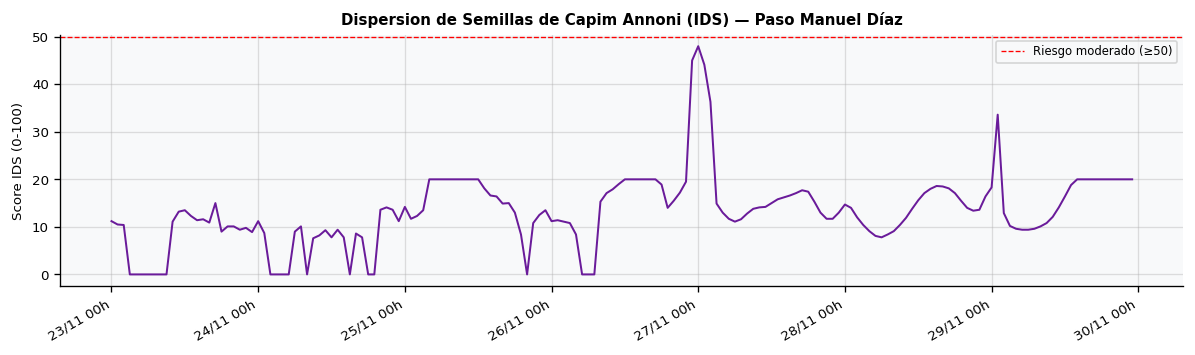 Dispersion de Semillas de Capim Annoni (IDS) — Paso Manuel Díaz
Score IDS (0-100)
50
40
30
20
10
0
Riesgo moderado (≥50)
23/11 00h
24/11 00h
25/11 00h
26/11 00h
27/11 00h
28/11 00h
29/11 00h
30/11 00h